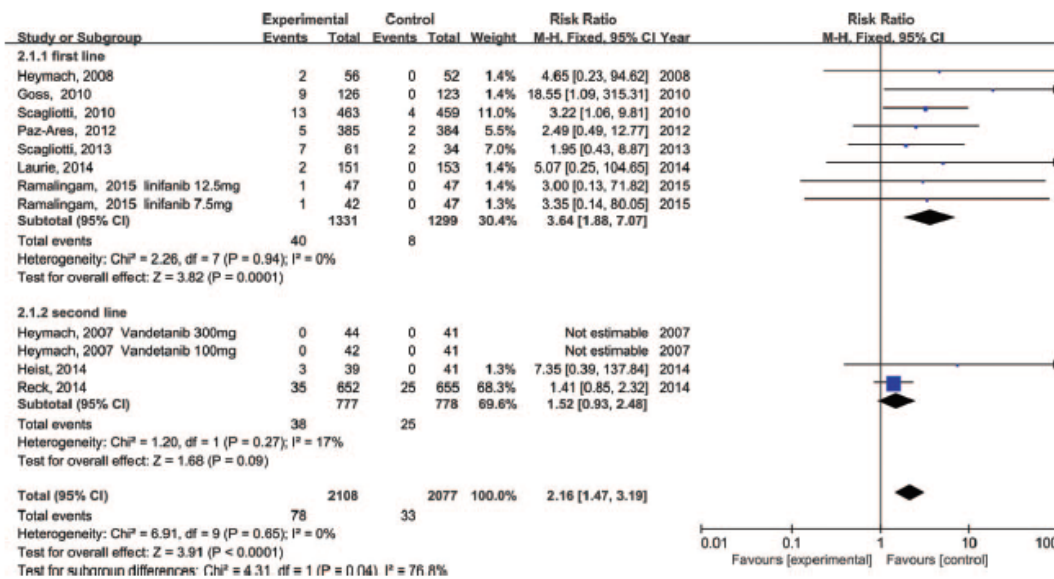 Experimental Control Risk Ratio Risk Ratio
Study or Subgroup Events Total Events Total Weight M-H, Fixed, 95% CI Year M-H, Fixed, 95% CI
2.1.1 first line
Heymach, 2008 2 56 0 52 1.4% 4.65 [0.23, 94.62] 2008
Goss, 2010 9 126 0 123 1.4% 18.55 [1.09, 315.31] 2010
Scagliotti, 2010 13 463 4 459 11.0% 3.22 [1.06, 9.81] 2010
Paz-Ares, 2012 5 385 2 384 5.5% 2.49 [0.49, 12.77] 2012
Scagliotti, 2013 7 61 2 34 7.0% 1.95 [0.43, 8.87] 2013
Laurie, 2014 2 151 0 153 1.4% 5.07 [0.25, 104.65] 2014
Ramalingam, 2015 linifanib 12.5mg 1 47 0 47 1.4% 3.00 [0.13, 71.82] 2015
Ramalingam, 2015 linifanib 7.5mg 1 42 0 47 1.3% 3.35 [0.14, 80.05] 2015
Subtotal (95% CI) 1331 1299 30.4% 3.64 [1.88, 7.07]
Total events 40 8
Heterogeneity: Chi² = 2.26, df = 7 (P = 0.94); I² = 0%
Test for overall effect: Z = 3.82 (P = 0.0001)
2.1.2 second line
Heymach, 2007 Vandetanib 300mg 0 44 0 41 Not estimable 2007
Heymach, 2007 Vandetanib 100mg 0 42 0 41 Not estimable 2007
Heist, 2014 3 39 0 41 1.3% 7.35 [0.39, 137.84] 2014
Reck, 2014 35 652 25 655 68.3% 1.41 [0.85, 2.32] 2014
Subtotal (95% CI) 777 778 69.6% 1.52 [0.93, 2.48]
Total events 38 25
Heterogeneity: Chi² = 1.20, df = 1 (P = 0.27); I² = 17%
Test for overall effect: Z = 1.68 (P = 0.09)
Total (95% CI) 2108 2077 100.0% 2.16 [1.47, 3.19]
Total events 78 33
Heterogeneity: Chi² = 6.91, df = 9 (P = 0.65); I² = 0%
Test for overall effect: Z = 3.91 (P < 0.0001)
Test for subgroup differences: Chi² = 4.31, df = 1 (P = 0.04), I² = 76.8%
0.01 0.1 1 10 100
Favours [experimental] Favours [control]